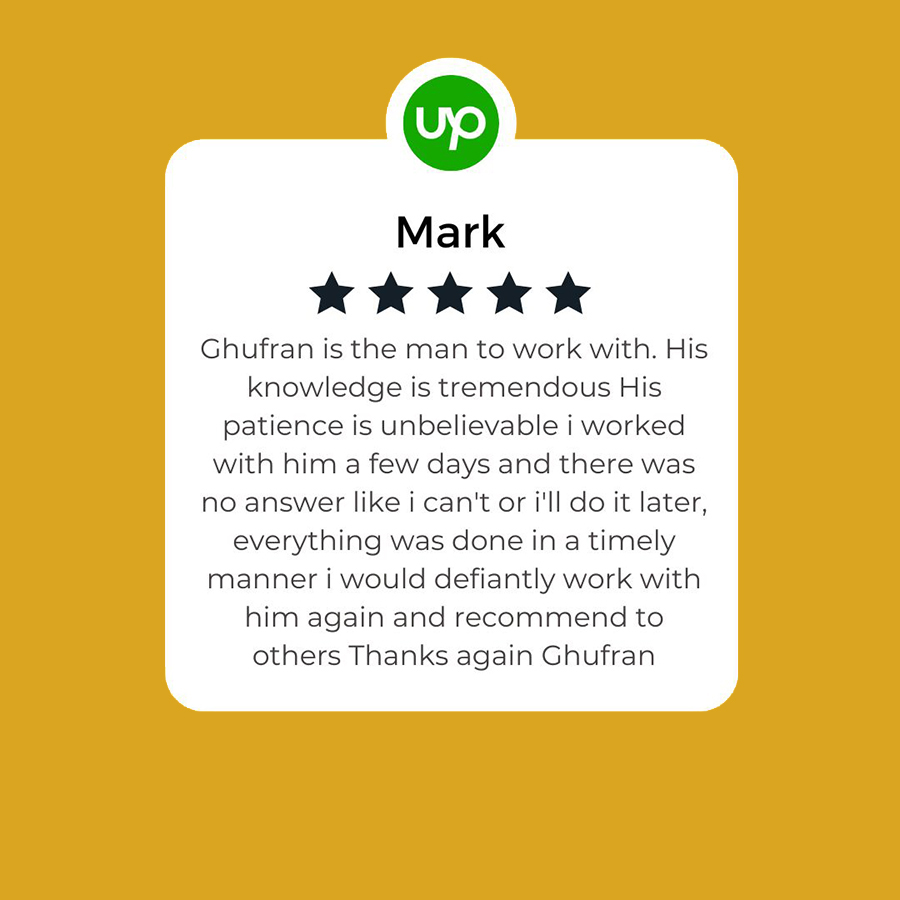 up
Mark
Ghufran is the man to work with. His
knowledge is tremendous His
patience is unbelievable i worked
with him a few days and there was
no answer like i can't or i'll do it later,
everything was done in a timely
manner i would defiantly work with
him again and recommend to
others Thanks again Ghufran